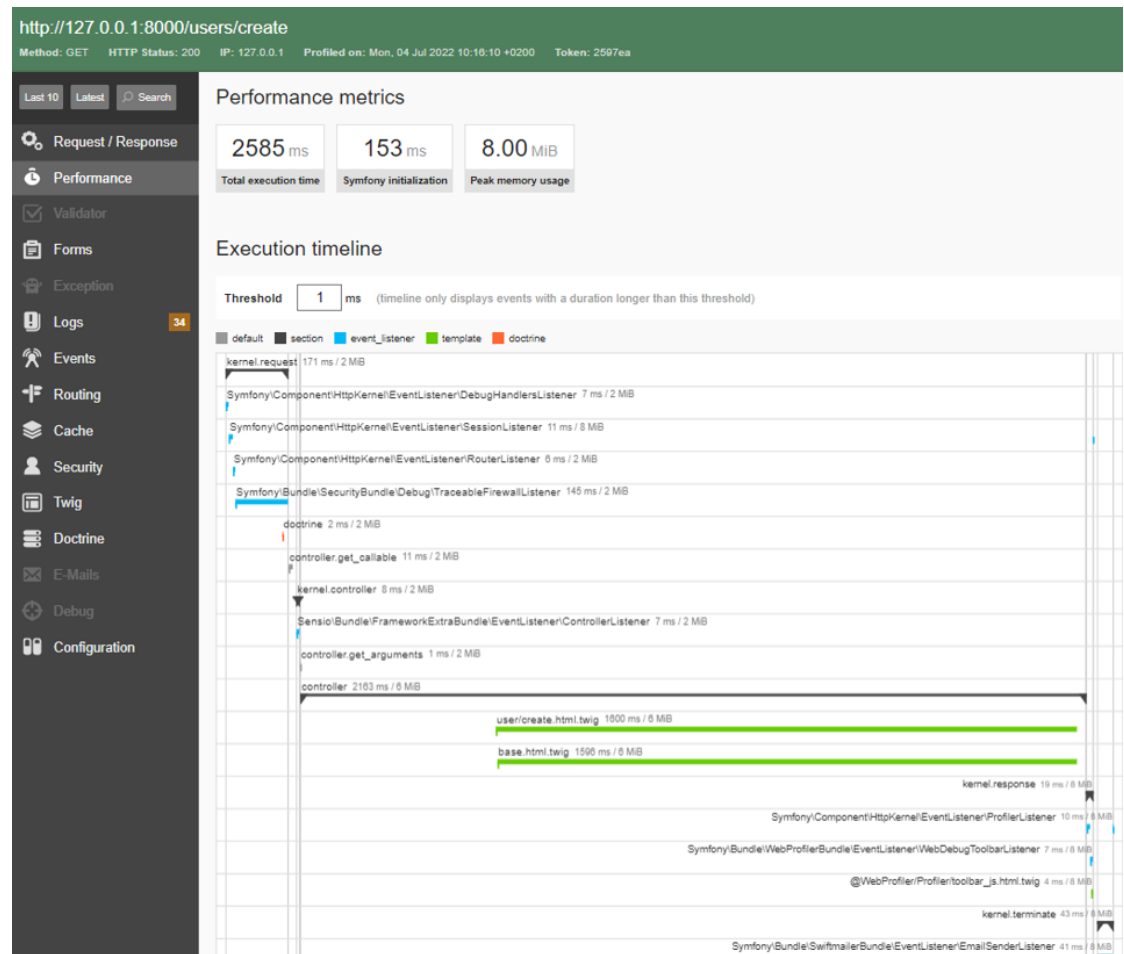 http://127.0.0.1:8000/users/create
Method: GET HTTP Status: 200 IP: 127.0.0.1 Profiled on: Mon, 04 Jul 2022 10:16:10 +0200 Token: 2597ea
Last 10 Latest Search
Request / Response
Performance
Validator
Forms
Exception
Logs 34
Events
Routing
Cache
Security
Twig
Doctrine
E-Mails
Debug
Configuration
Performance metrics
2585 ms 153 ms 8.00 MiB
Total execution time Symfony initialization Peak memory usage
Execution timeline
Threshold 1 ms (timeline only displays events with a duration longer than this threshold)
default section event_listener template doctrine
kernel.request 171 ms / 2 MiB
Symfony\Component\HttpKernel\EventListener\DebugHandlersListener 7 ms / 2 MiB
Symfony\Component\HttpKernel\EventListener\SessionListener 11 ms / 8 MiB
Symfony\Component\HttpKernel\EventListener\RouterListener 6 ms / 2 MiB
Symfony\Bundle\SecurityBundle\Debug\TraceableFirewallListener 145 ms / 2 MiB
doctrine 2 ms / 2 MiB
controller.get_callable 11 ms / 2 MiB
kernel.controller 8 ms / 2 MiB
Sensio\Bundle\FrameworkExtraBundle\EventListener\ControllerListener 7 ms / 2 MiB
controller.get_arguments 1 ms / 2 MiB
controller 2163 ms / 6 MiB
user/create.html.twig 1600 ms / 6 MiB
base.html.twig 1596 ms / 6 MiB
kernel.response 19 ms / 8 MiB
Symfony\Component\HttpKernel\EventListener\ProfilerListener 10 ms / 8 MiB
Symfony\Bundle\WebProfilerBundle\EventListener\WebDebugToolbarListener 7 ms / 8 MiB
@WebProfiler/Profiler/toolbar_js.html.twig 4 ms / 8 MiB
kernel.terminate 43 ms / 8 MiB
Symfony\Bundle\SwiftmailerBundle\EventListener\EmailSenderListener 41 ms / 8 MiB